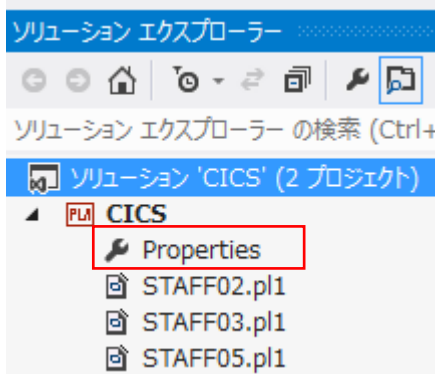 ソリューション エクスプローラー
ソリューション エクスプローラー の検索 (Ctrl+
ソリューション 'CICS' (2 プロジェクト)
PL/I CICS
Properties
STAFF02.pl1
STAFF03.pl1
STAFF05.pl1